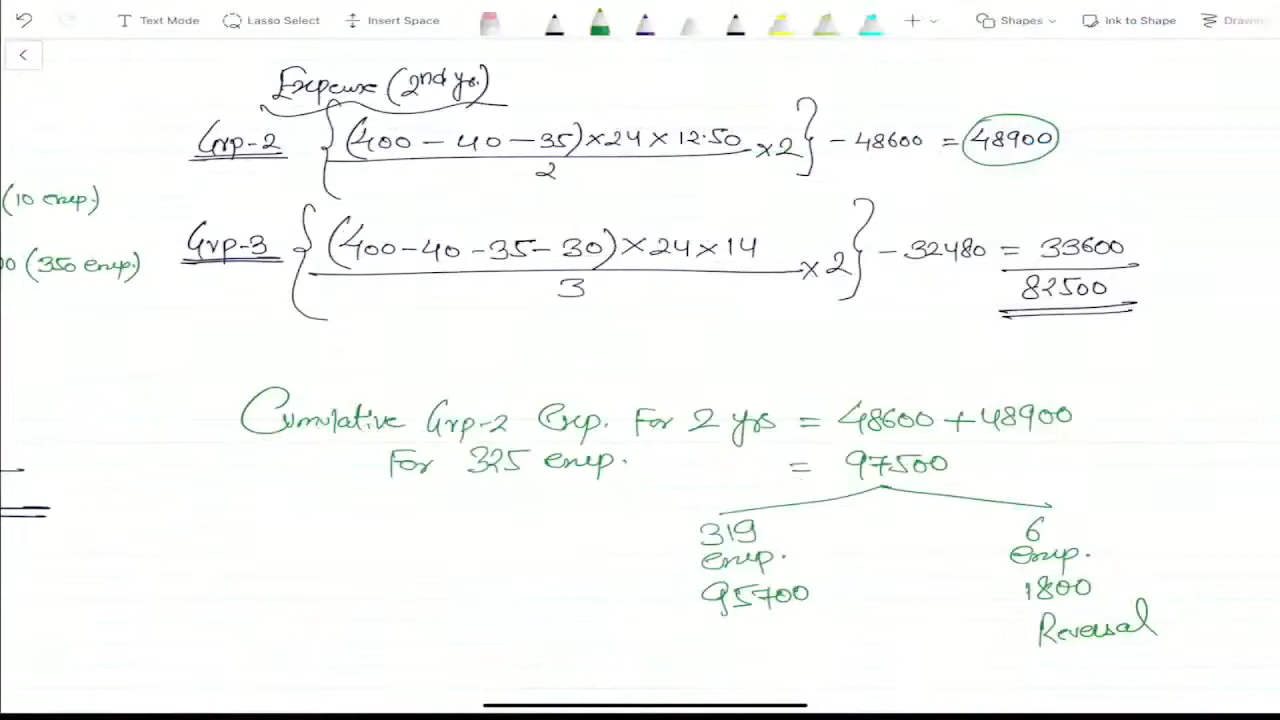 Text Mode Lasso Select Insert Space Shapes Ink to Shape Drawin
Expense (2nd yr.)
Grp-2 {(400 - 40 - 35) × 24 × 12.50 / 2 × 2} - 48600 = 48900
(10 emp.)
Grp-3 {(400 - 40 - 35 - 30) × 24 × 14 / 3 × 2} - 32480 = 33600
00 (350 emp.)
82500
Cumulative Grp-2 Exp. For 2 yrs = 48600 + 48900
For 325 emp. = 97500
319 6
emp. emp.
95700 1800
Reversal